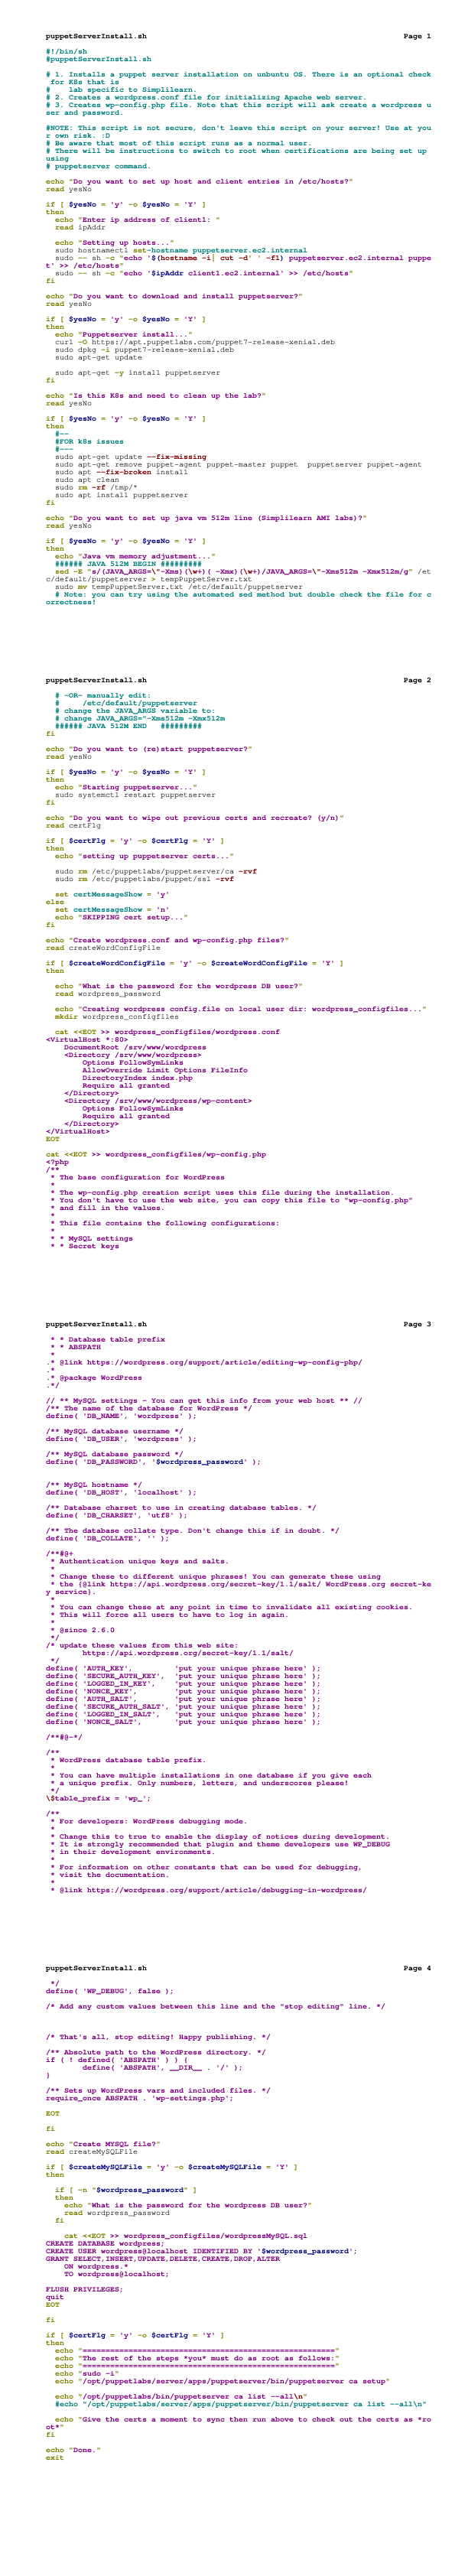 puppetServerInstall.sh Page 1
#!/bin/sh
#puppetServerInstall.sh
# 1. Installs a puppet server installation on unbuntu OS. There is an optional check
 for K8s that is
#    lab specific to Simplilearn.
# 2. Creates a wordpress.conf file for initializing Apache web server.
# 3. Creates wp-config.php file. Note that this script will ask create a wordpress u
ser and password.
#NOTE: This script is not secure, don't leave this script on your server! Use at you
r own risk. :D
# Be aware that most of this script runs as a normal user.
# There will be instructions to switch to root when certifications are being set up
using
# puppetserver command.
echo "Do you want to set up host and client entries in /etc/hosts?"
read yesNo
if [ $yesNo = 'y' -o $yesNo = 'Y' ]
then
  echo "Enter ip address of client1: "
  read ipAddr
  echo "Setting up hosts..."
  sudo hostnamectl set-hostname puppetserver.ec2.internal
  sudo -- sh -c "echo '$(hostname -i| cut -d' ' -f1) puppetserver.ec2.internal puppe
t' >> /etc/hosts"
  sudo -- sh -c "echo '$ipAddr client1.ec2.internal' >> /etc/hosts"
fi
echo "Do you want to download and install puppetserver?"
read yesNo
if [ $yesNo = 'y' -o $yesNo = 'Y' ]
then
  echo "Puppetserver install..."
  curl -O https://apt.puppetlabs.com/puppet7-release-xenial.deb
  sudo dpkg -i puppet7-release-xenial.deb
  sudo apt-get update
  sudo apt-get -y install puppetserver
fi
echo "Is this K8s and need to clean up the lab?"
read yesNo
if [ $yesNo = 'y' -o $yesNo = 'Y' ]
then
  #--
  #FOR k8s issues
  #---
  sudo apt-get update --fix-missing
  sudo apt-get remove puppet-agent puppet-master puppet  puppetserver puppet-agent
  sudo apt --fix-broken install
  sudo apt clean
  sudo rm -rf /tmp/*
  sudo apt install puppetserver
fi
echo "Do you want to set up java vm 512m line (Simplilearn AMI labs)?"
read yesNo
if [ $yesNo = 'y' -o $yesNo = 'Y' ]
then
  echo "Java vm memory adjustment..."
  ###### JAVA 512M BEGIN #########
  sed -E "s/(JAVA_ARGS=\"-Xms)(\w+)( -Xmx)(\w+)/JAVA_ARGS=\"-Xms512m -Xmx512m/g" /et
c/default/puppetserver > tempPuppetServer.txt
  sudo mv tempPuppetServer.txt /etc/default/puppetserver
  # Note: you can try using the automated sed method but double check the file for c
orrectness!
puppetServerInstall.sh Page 2
  # -OR- manually edit:
  #     /etc/default/puppetserver
  # change the JAVA_ARGS variable to:
  # change JAVA_ARGS="-Xms512m -Xmx512m
  ###### JAVA 512M END   #########
fi
echo "Do you want to (re)start puppetserver?"
read yesNo
if [ $yesNo = 'y' -o $yesNo = 'Y' ]
then
  echo "Starting puppetserver..."
  sudo systemctl restart puppetserver
fi
echo "Do you want to wipe out previous certs and recreate? (y/n)"
read certFlg
if [ $certFlg = 'y' -o $certFlg = 'Y' ]
then
  echo "setting up puppetserver certs..."
  sudo rm /etc/puppetlabs/puppetserver/ca -rvf
  sudo rm /etc/puppetlabs/puppet/ssl -rvf
  set certMessageShow = 'y'
else
  set certMessageShow = 'n'
  echo "SKIPPING cert setup..."
fi
echo "Create wordpress.conf and wp-config.php files?"
read createWordConfigFile
if [ $createWordConfigFile = 'y' -o $createWordConfigFile = 'Y' ]
then
  echo "What is the password for the wordpress DB user?"
  read wordpress_password
  echo "Creating wordpress config.file on local user dir: wordpress_configfiles..."
  mkdir wordpress_configfiles
  cat <<EOT >> wordpress_configfiles/wordpress.conf
<VirtualHost *:80>
    DocumentRoot /srv/www/wordpress
    <Directory /srv/www/wordpress>
        Options FollowSymLinks
        AllowOverride Limit Options FileInfo
        DirectoryIndex index.php
        Require all granted
    </Directory>
    <Directory /srv/www/wordpress/wp-content>
        Options FollowSymLinks
        Require all granted
    </Directory>
</VirtualHost>
EOT
cat <<EOT >> wordpress_configfiles/wp-config.php
<?php
/**
 * The base configuration for WordPress
 *
 * The wp-config.php creation script uses this file during the installation.
 * You don't have to use the web site, you can copy this file to "wp-config.php"
 * and fill in the values.
 *
 * This file contains the following configurations:
 *
 * * MySQL settings
 * * Secret keys
puppetServerInstall.sh Page 3
 * * Database table prefix
 * * ABSPATH
 *
.* @link https://wordpress.org/support/article/editing-wp-config-php/
.*
.* @package WordPress
.*/
// ** MySQL settings - You can get this info from your web host ** //
/** The name of the database for WordPress */
define( 'DB_NAME', 'wordpress' );
/** MySQL database username */
define( 'DB_USER', 'wordpress' );
/** MySQL database password */
define( 'DB_PASSWORD', '$wordpress_password' );
/** MySQL hostname */
define( 'DB_HOST', 'localhost' );
/** Database charset to use in creating database tables. */
define( 'DB_CHARSET', 'utf8' );
/** The database collate type. Don't change this if in doubt. */
define( 'DB_COLLATE', '' );
/**#@+
 * Authentication unique keys and salts.
 *
 * Change these to different unique phrases! You can generate these using
 * the {@link https://api.wordpress.org/secret-key/1.1/salt/ WordPress.org secret-ke
y service}.
 *
 * You can change these at any point in time to invalidate all existing cookies.
 * This will force all users to have to log in again.
 *
 * @since 2.6.0
 */
/* update these values from this web site:
        https://api.wordpress.org/secret-key/1.1/salt/
 */
define( 'AUTH_KEY',         'put your unique phrase here' );
define( 'SECURE_AUTH_KEY',  'put your unique phrase here' );
define( 'LOGGED_IN_KEY',    'put your unique phrase here' );
define( 'NONCE_KEY',        'put your unique phrase here' );
define( 'AUTH_SALT',        'put your unique phrase here' );
define( 'SECURE_AUTH_SALT', 'put your unique phrase here' );
define( 'LOGGED_IN_SALT',   'put your unique phrase here' );
define( 'NONCE_SALT',       'put your unique phrase here' );
/**#@-*/
/**
 * WordPress database table prefix.
 *
 * You can have multiple installations in one database if you give each
 * a unique prefix. Only numbers, letters, and underscores please!
 */
\$table_prefix = 'wp_';
/**
 * For developers: WordPress debugging mode.
 *
 * Change this to true to enable the display of notices during development.
 * It is strongly recommended that plugin and theme developers use WP_DEBUG
 * in their development environments.
 *
 * For information on other constants that can be used for debugging,
 * visit the documentation.
 *
 * @link https://wordpress.org/support/article/debugging-in-wordpress/
puppetServerInstall.sh Page 4
 */
define( 'WP_DEBUG', false );
/* Add any custom values between this line and the "stop editing" line. */
/* That's all, stop editing! Happy publishing. */
/** Absolute path to the WordPress directory. */
if ( ! defined( 'ABSPATH' ) ) {
        define( 'ABSPATH', __DIR__ . '/' );
}
/** Sets up WordPress vars and included files. */
require_once ABSPATH . 'wp-settings.php';
EOT
fi
echo "Create MYSQL file?"
read createMySQLFile
if [ $createMySQLFile = 'y' -o $createMySQLFile = 'Y' ]
then
  if [ -n "$wordpress_password" ]
  then
    echo "What is the password for the wordpress DB user?"
    read wordpress_password
  fi
    cat <<EOT >> wordpress_configfiles/wordpressMySQL.sql
CREATE DATABASE wordpress;
CREATE USER wordpress@localhost IDENTIFIED BY '$wordpress_password';
GRANT SELECT,INSERT,UPDATE,DELETE,CREATE,DROP,ALTER
    ON wordpress.*
    TO wordpress@localhost;
FLUSH PRIVILEGES;
quit
EOT
fi
if [ $certFlg = 'y' -o $certFlg = 'Y' ]
then
  echo "======================================================"
  echo "The rest of the steps *you* must do as root as follows:"
  echo "======================================================"
  echo "sudo -i"
  echo "/opt/puppetlabs/server/apps/puppetserver/bin/puppetserver ca setup"
  echo "/opt/puppetlabs/bin/puppetserver ca list --all\n"
  #echo "/opt/puppetlabs/server/apps/puppetserver/bin/puppetserver ca list --all\n"
  echo "Give the certs a moment to sync then run above to check out the certs as *ro
ot*"
fi
echo "Done."
exit